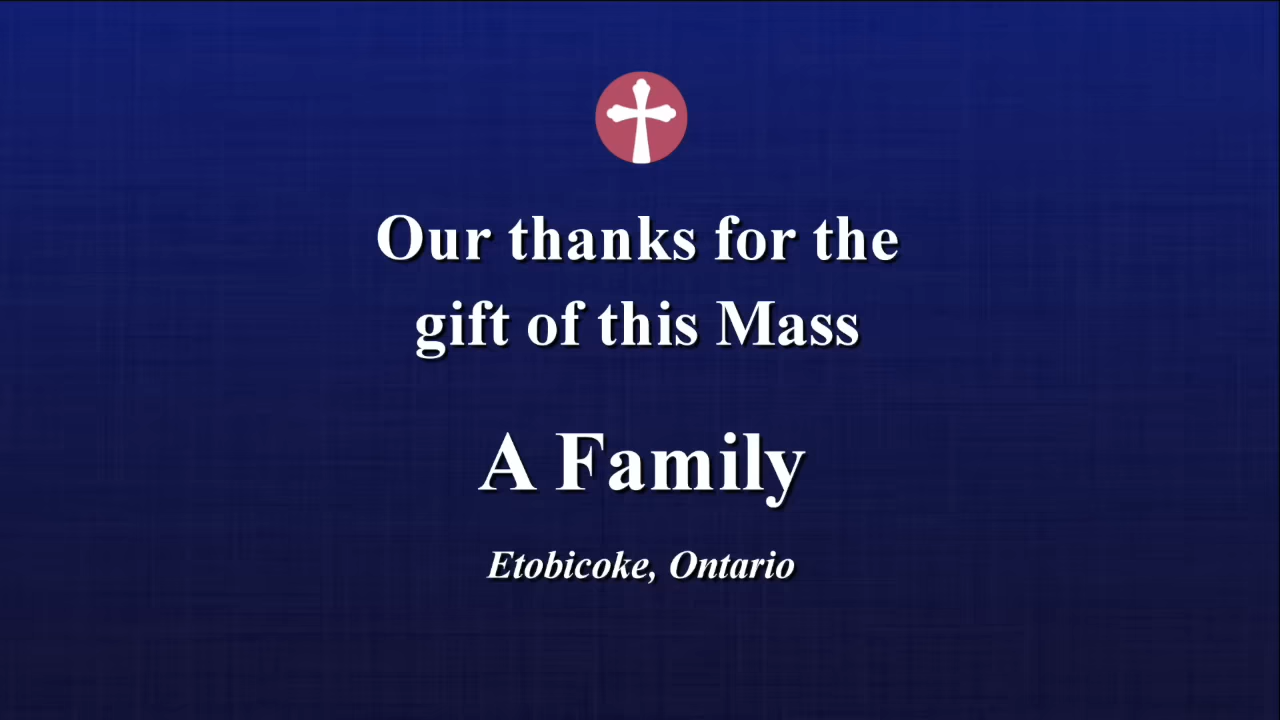 Our thanks for the
gift of this Mass
A Family
Etobicoke, Ontario